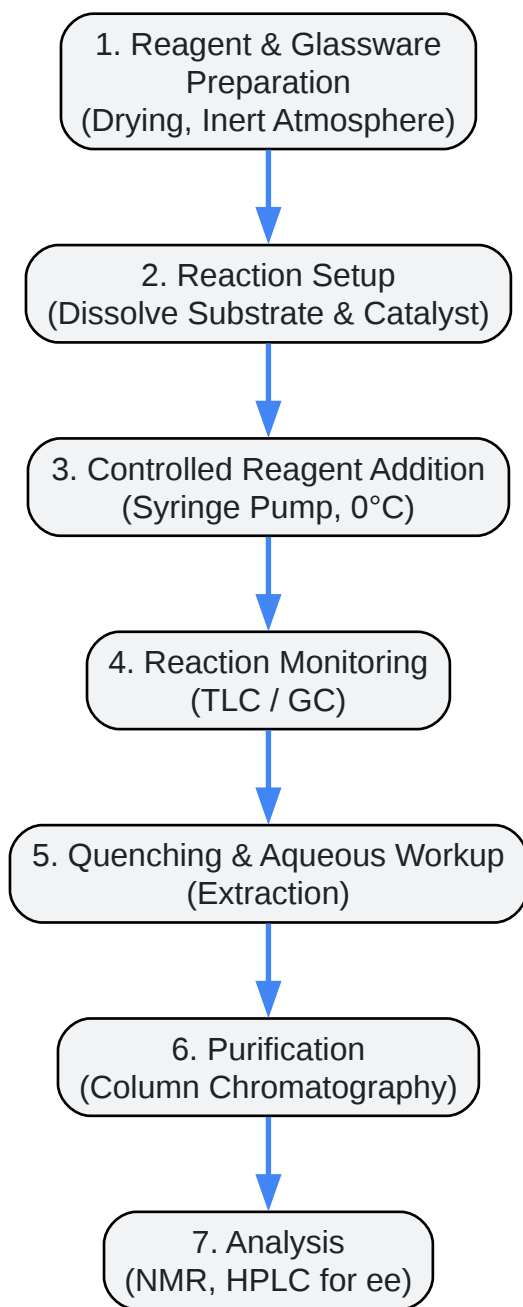 1. Reagent & Glassware
Preparation
(Drying, Inert Atmosphere)
2. Reaction Setup
(Dissolve Substrate & Catalyst)
3. Controlled Reagent Addition
(Syringe Pump, 0°C)
4. Reaction Monitoring
(TLC / GC)
5. Quenching & Aqueous Workup
(Extraction)
6. Purification
(Column Chromatography)
7. Analysis
(NMR, HPLC for ee)